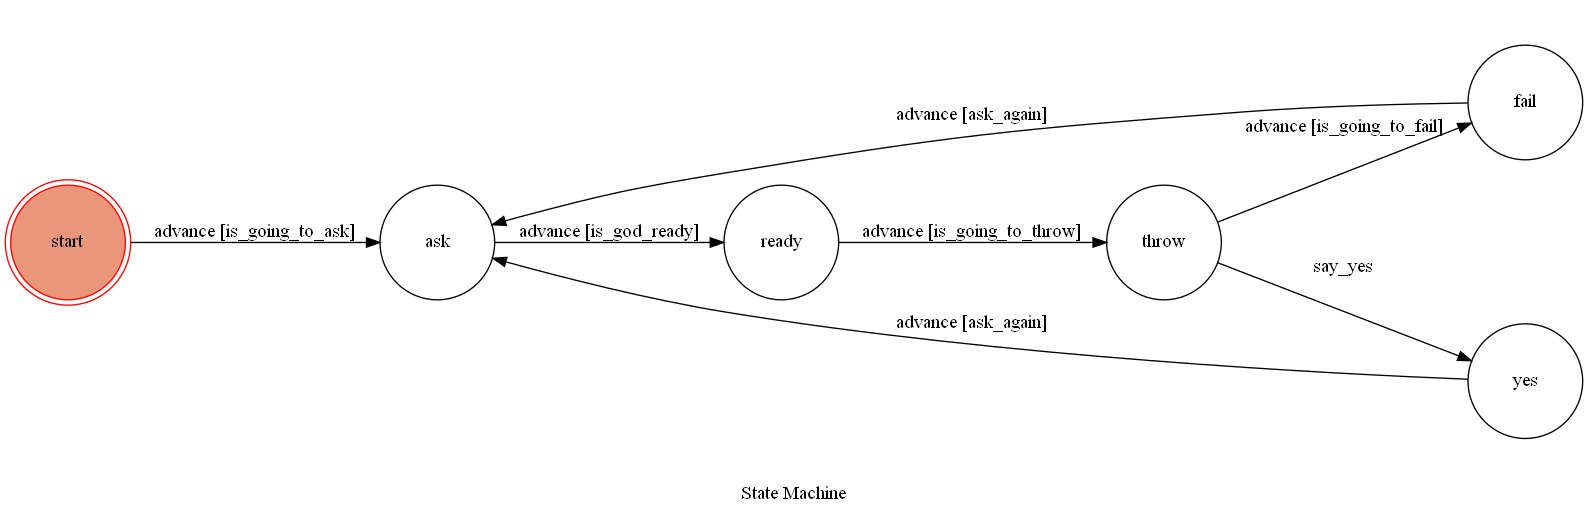 fail
advance [ask_again]
advance [is_going_to_fail]
start
advance [is_going_to_ask]
ask
advance [is_god_ready]
ready
advance [is_going_to_throw]
throw
say_yes
advance [ask_again]
yes
State Machine